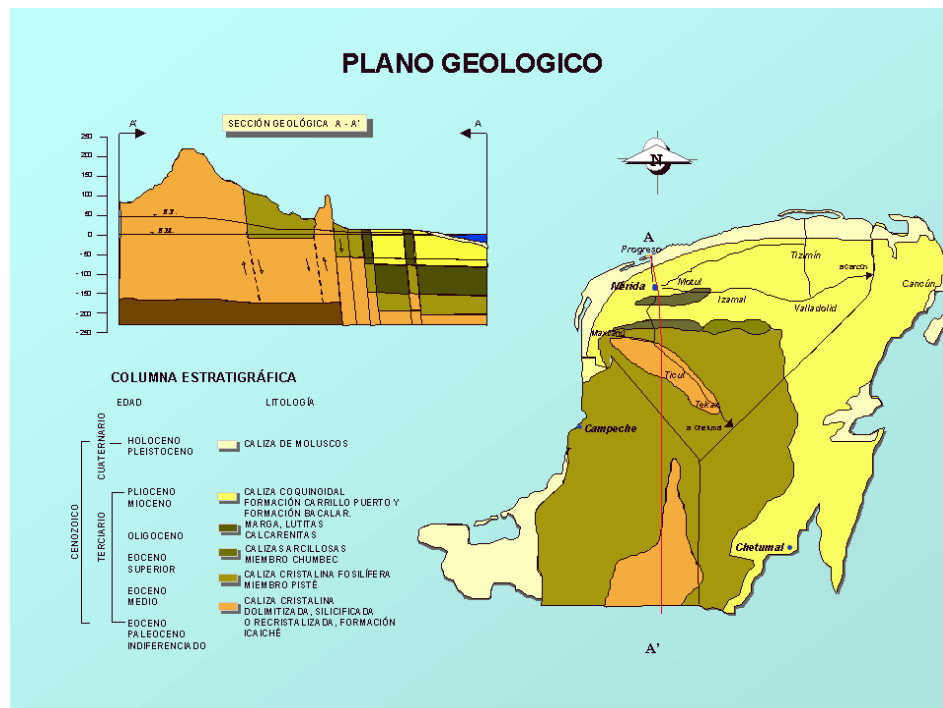 PLANO GEOLOGICO
A'
SECCIÓN GEOLÓGICA A - A'
A
250
200
150
100
50
0
- 50
- 100
- 150
- 200
- 250
N
A
Progreso
Mérida
Motul
Tizimín
a Cancún
Cancún
Izamal
Valladolid
Maxcanú
Ticul
Tekax
a Chetumal
Campeche
Chetumal
A'
COLUMNA ESTRATIGRÁFICA
EDAD
LITOLOGÍA
CENOZOICO
CUATERNARIO
TERCIARIO
HOLOCENO
PLEISTOCENO
CALIZA DE MOLUSCOS
PLIOCENO
MIOCENO
CALIZA COQUINOIDAL
FORMACIÓN CARRILLO PUERTO Y
FORMACIÓN BACALAR.
OLIGOCENO
MARGA, LUTITAS
CALCARENITAS
EOCENO
SUPERIOR
CALIZAS ARCILLOSAS
MIEMBRO CHUMBEC
EOCENO
MEDIO
CALIZA CRISTALINA FOSILÍFERA
MIEMBRO PISTÉ
EOCENO
PALEOCENO
INDIFERENCIADO
CALIZA CRISTALINA
DOLIMITIZADA, SILICIFICADA
O RECRISTALIZADA, FORMACIÓN
ICAICHÉ